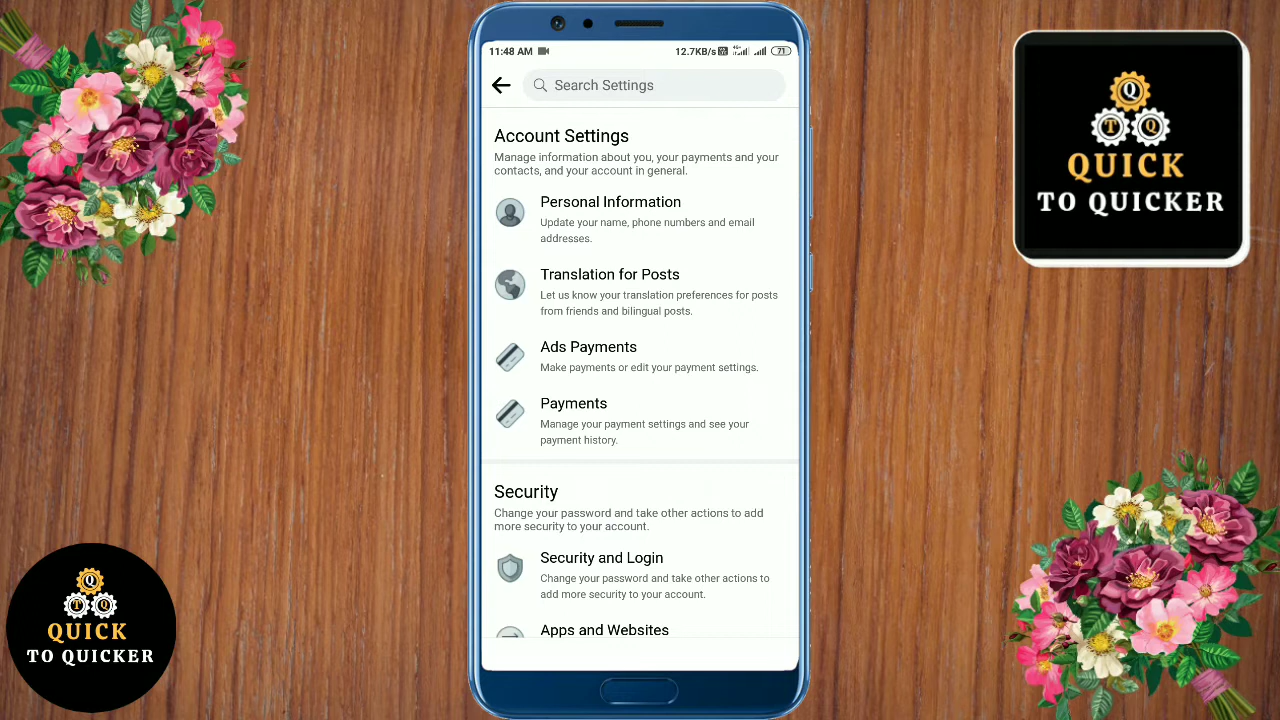 11:48 AM
12.7KB/s
4G+
71
Search Settings
Account Settings
Manage information about you, your payments and your
contacts, and your account in general.
Personal Information
Update your name, phone numbers and email
addresses.
Translation for Posts
Let us know your translation preferences for posts
from friends and bilingual posts.
Ads Payments
Make payments or edit your payment settings.
Payments
Manage your payment settings and see your
payment history.
Security
Change your password and take other actions to add
more security to your account.
Security and Login
Change your password and take other actions to
add more security to your account.
Apps and Websites
Q
T Q
QUICK
TO QUICKER
Q
T Q
QUICK
TO QUICKER